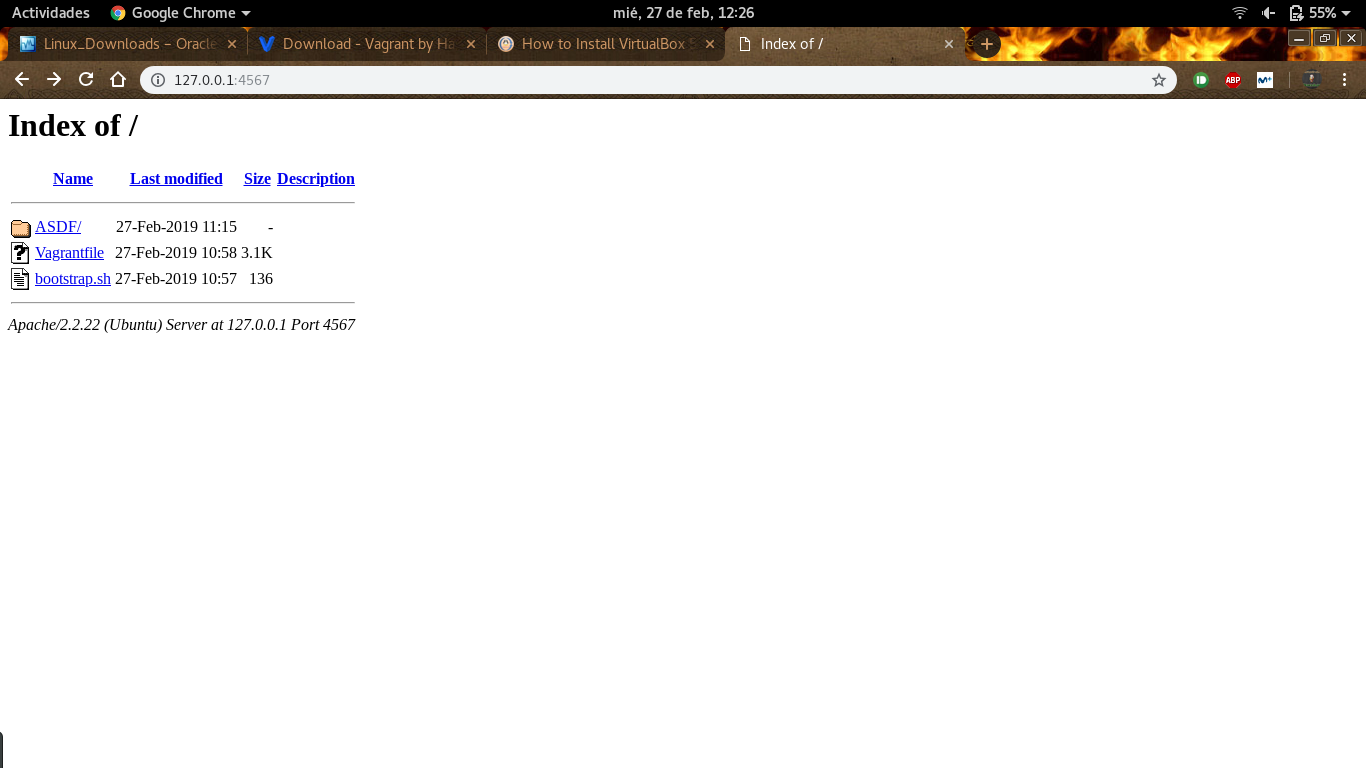 Actividades Google Chrome mié, 27 de feb, 12:26 55%
Linux_Downloads – Oracle Download - Vagrant by Ha How to Install VirtualBox Index of /
127.0.0.1:4567 ABP
Index of /
Name Last modified Size Description
ASDF/ 27-Feb-2019 11:15 -
Vagrantfile 27-Feb-2019 10:58 3.1K
bootstrap.sh 27-Feb-2019 10:57 136
Apache/2.2.22 (Ubuntu) Server at 127.0.0.1 Port 4567